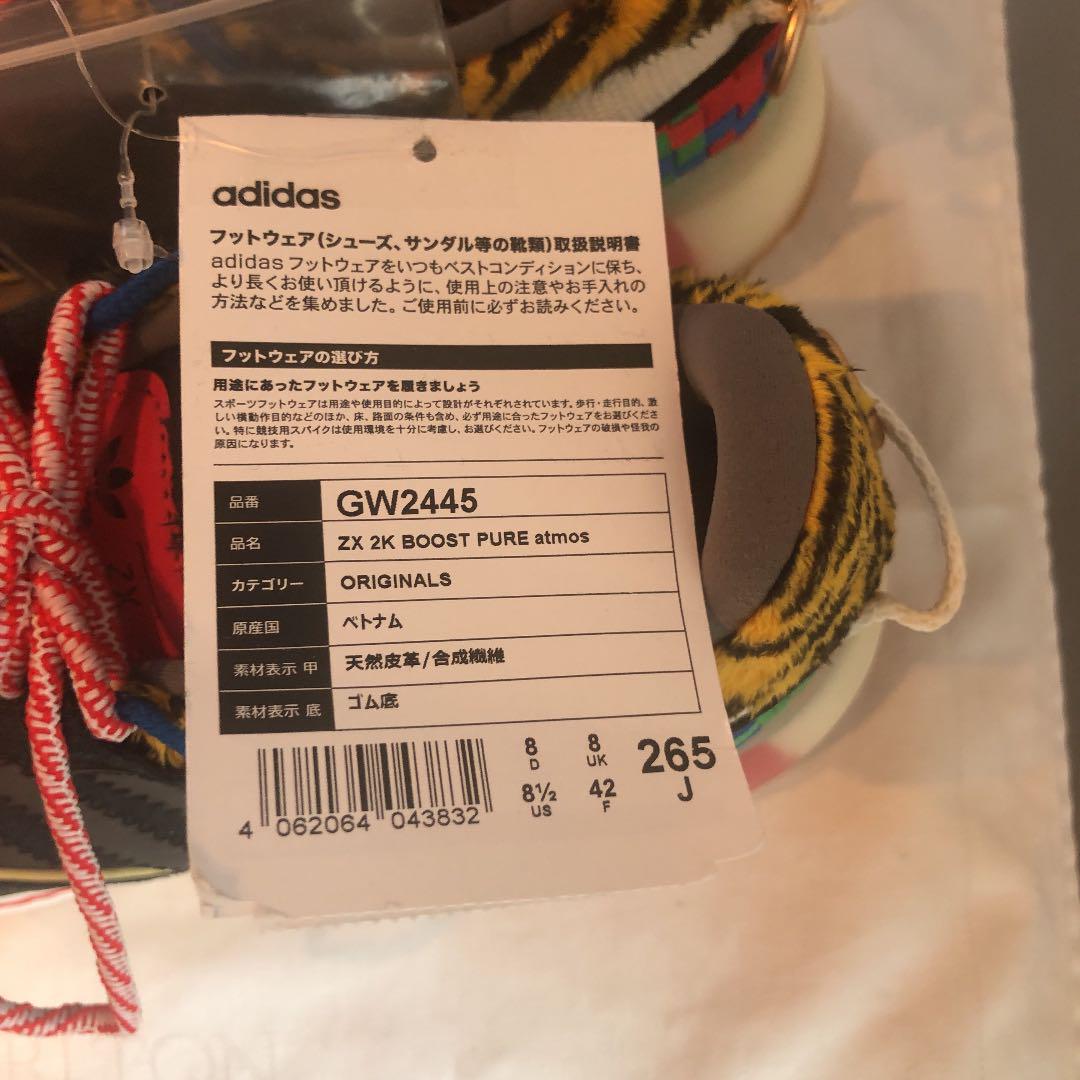 adidas
フットウェア(シューズ、サンダル等の靴類)取扱説明書
adidas フットウェアをいつもベストコンディションに保ち、
より長くお使い頂けるように、使用上の注意やお手入れの
方法などを集めました。ご使用前に必ずお読みください。
フットウェアの選び方
用途にあったフットウェアを履きましょう
スポーツフットウェアは用途や使用目的によって設計がそれぞれされています。歩行・走行目的、激
しい横動作目的などのほか、床、路面の条件も含め、必ず用途に合ったフットウェアをお選びくださ
い。特に競技用スパイクは使用環境を十分に考慮し、お選びください。フットウェアの破損や怪我の
原因になります。
品番 GW2445
品名 ZX 2K BOOST PURE atmos
カテゴリー ORIGINALS
原産国 ベトナム
素材表示 甲 天然皮革/合成繊維
素材表示 底 ゴム底
8 D 8 UK 265 J
8½ US 42 F
4 062064 043832
ZX